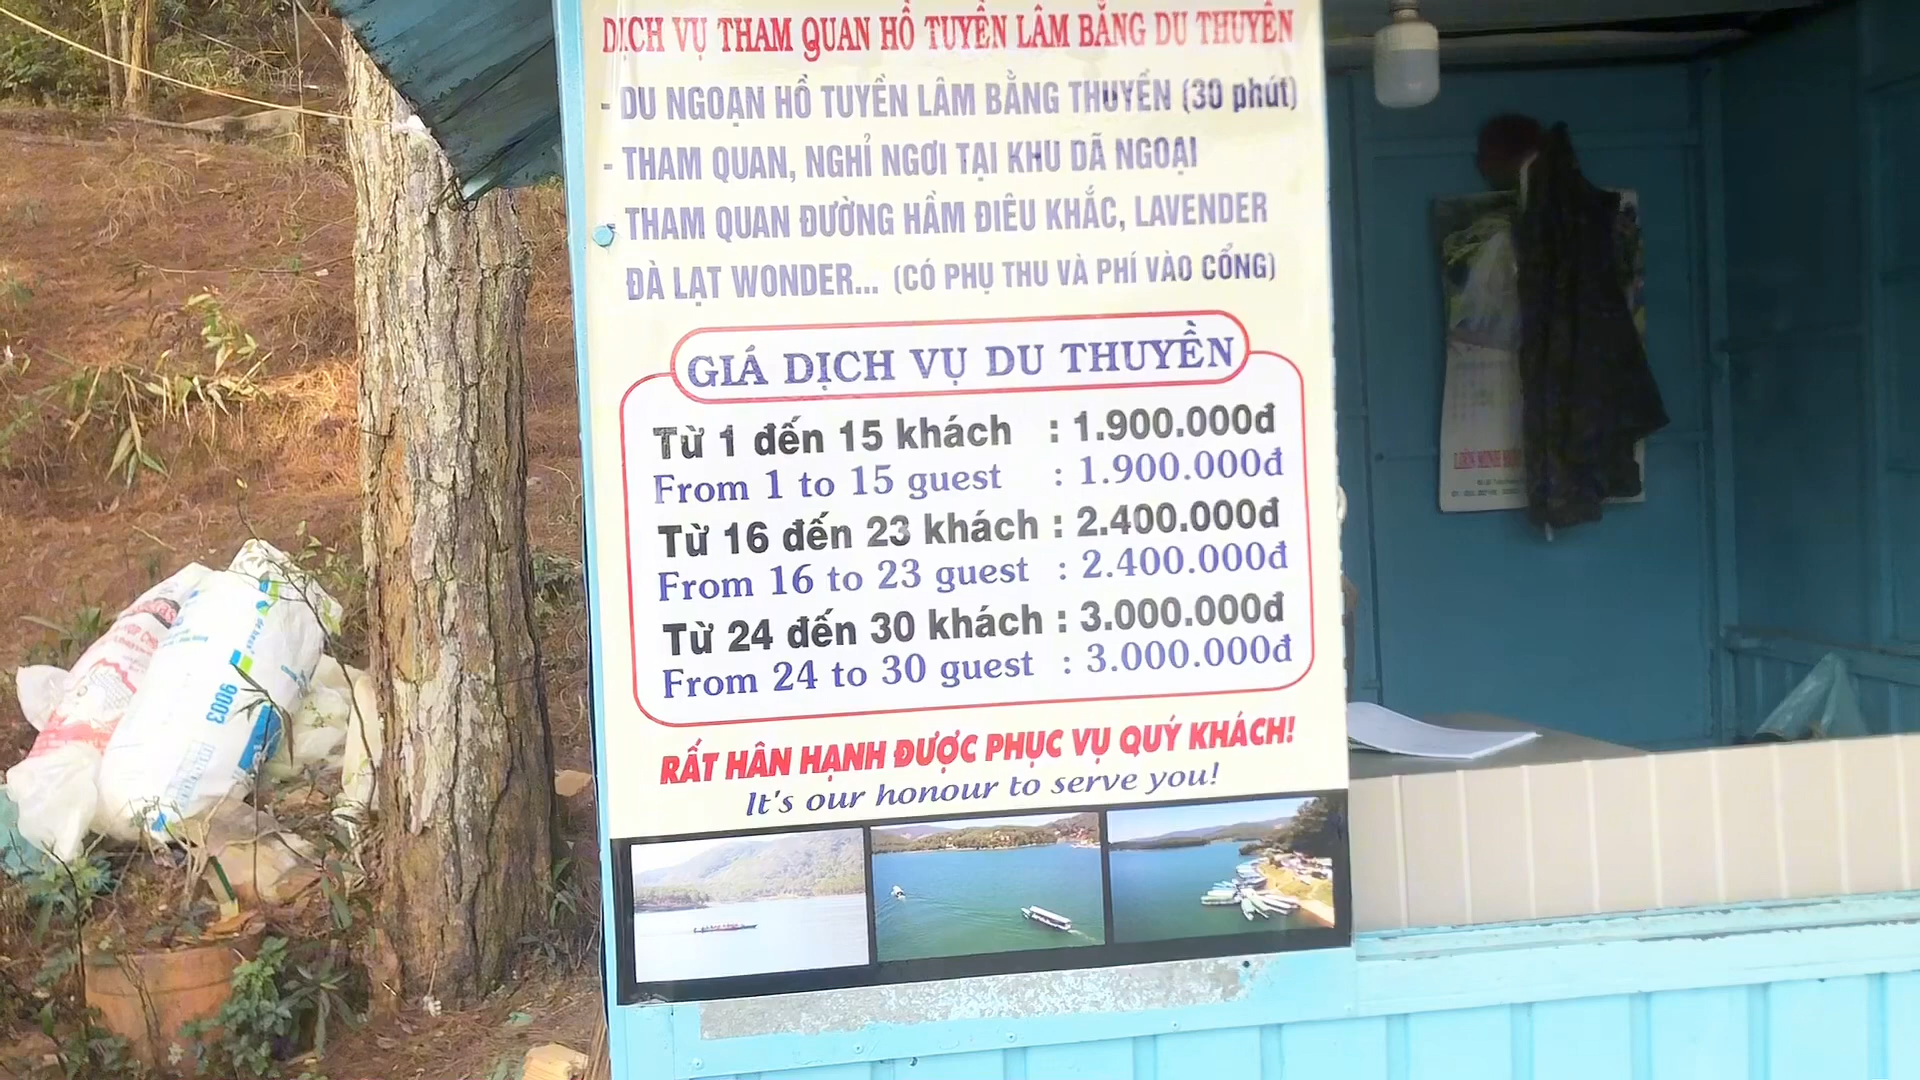 DỊCH VỤ THAM QUAN HỒ TUYỀN LÂM BẰNG DU THUYỀN
- DU NGOẠN HỒ TUYỀN LÂM BẰNG THUYỀN (30 phút)
- THAM QUAN, NGHỈ NGƠI TẠI KHU DÃ NGOẠI
- THAM QUAN ĐƯỜNG HẦM ĐIÊU KHẮC, LAVENDER
ĐÀ LẠT WONDER... (CÓ PHỤ THU VÀ PHÍ VÀO CỔNG)
GIÁ DỊCH VỤ DU THUYỀN
Từ 1 đến 15 khách : 1.900.000đ
From 1 to 15 guest : 1.900.000đ
Từ 16 đến 23 khách : 2.400.000đ
From 16 to 23 guest : 2.400.000đ
Từ 24 đến 30 khách : 3.000.000đ
From 24 to 30 guest : 3.000.000đ
RẤT HÂN HẠNH ĐƯỢC PHỤC VỤ QUÝ KHÁCH!
It's our honour to serve you!
9003